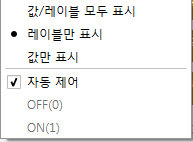 값/레이블 모두 표시
레이블만 표시
값만 표시
자동 제어
OFF(0)
ON(1)